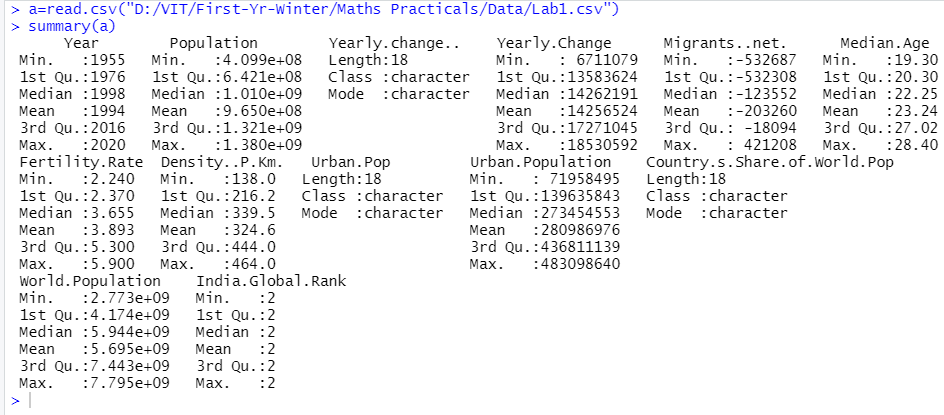 > a=read.csv("D:/VIT/First-Yr-Winter/Maths Practicals/Data/Lab1.csv")
> summary(a)
      Year        Population         Yearly.change..     Yearly.Change      Migrants..net.      Median.Age
 Min.   :1955   Min.   :4.099e+08   Length:18          Min.   : 6711079   Min.   :-532687   Min.   :19.30
 1st Qu.:1976   1st Qu.:6.421e+08   Class :character   1st Qu.:13583624   1st Qu.:-532308   1st Qu.:20.30
 Median :1998   Median :1.010e+09   Mode  :character   Median :14262191   Median :-123552   Median :22.25
 Mean   :1994   Mean   :9.650e+08                      Mean   :14256524   Mean   :-203260   Mean   :23.24
 3rd Qu.:2016   3rd Qu.:1.321e+09                      3rd Qu.:17271045   3rd Qu.: -18094   3rd Qu.:27.02
 Max.   :2020   Max.   :1.380e+09                      Max.   :18530592   Max.   : 421208   Max.   :28.40
 Fertility.Rate  Density..P.Km.   Urban.Pop          Urban.Population    Country.s.Share.of.World.Pop
 Min.   :2.240   Min.   :138.0   Length:18          Min.   : 71958495   Length:18
 1st Qu.:2.370   1st Qu.:216.2   Class :character   1st Qu.:139635843   Class :character
 Median :3.655   Median :339.5   Mode  :character   Median :273454553   Mode  :character
 Mean   :3.893   Mean   :324.6                      Mean   :280986976
 3rd Qu.:5.300   3rd Qu.:444.0                      3rd Qu.:436811139
 Max.   :5.900   Max.   :464.0                      Max.   :483098640
 World.Population    India.Global.Rank
 Min.   :2.773e+09   Min.   :2
 1st Qu.:4.174e+09   1st Qu.:2
 Median :5.944e+09   Median :2
 Mean   :5.695e+09   Mean   :2
 3rd Qu.:7.443e+09   3rd Qu.:2
 Max.   :7.795e+09   Max.   :2
>